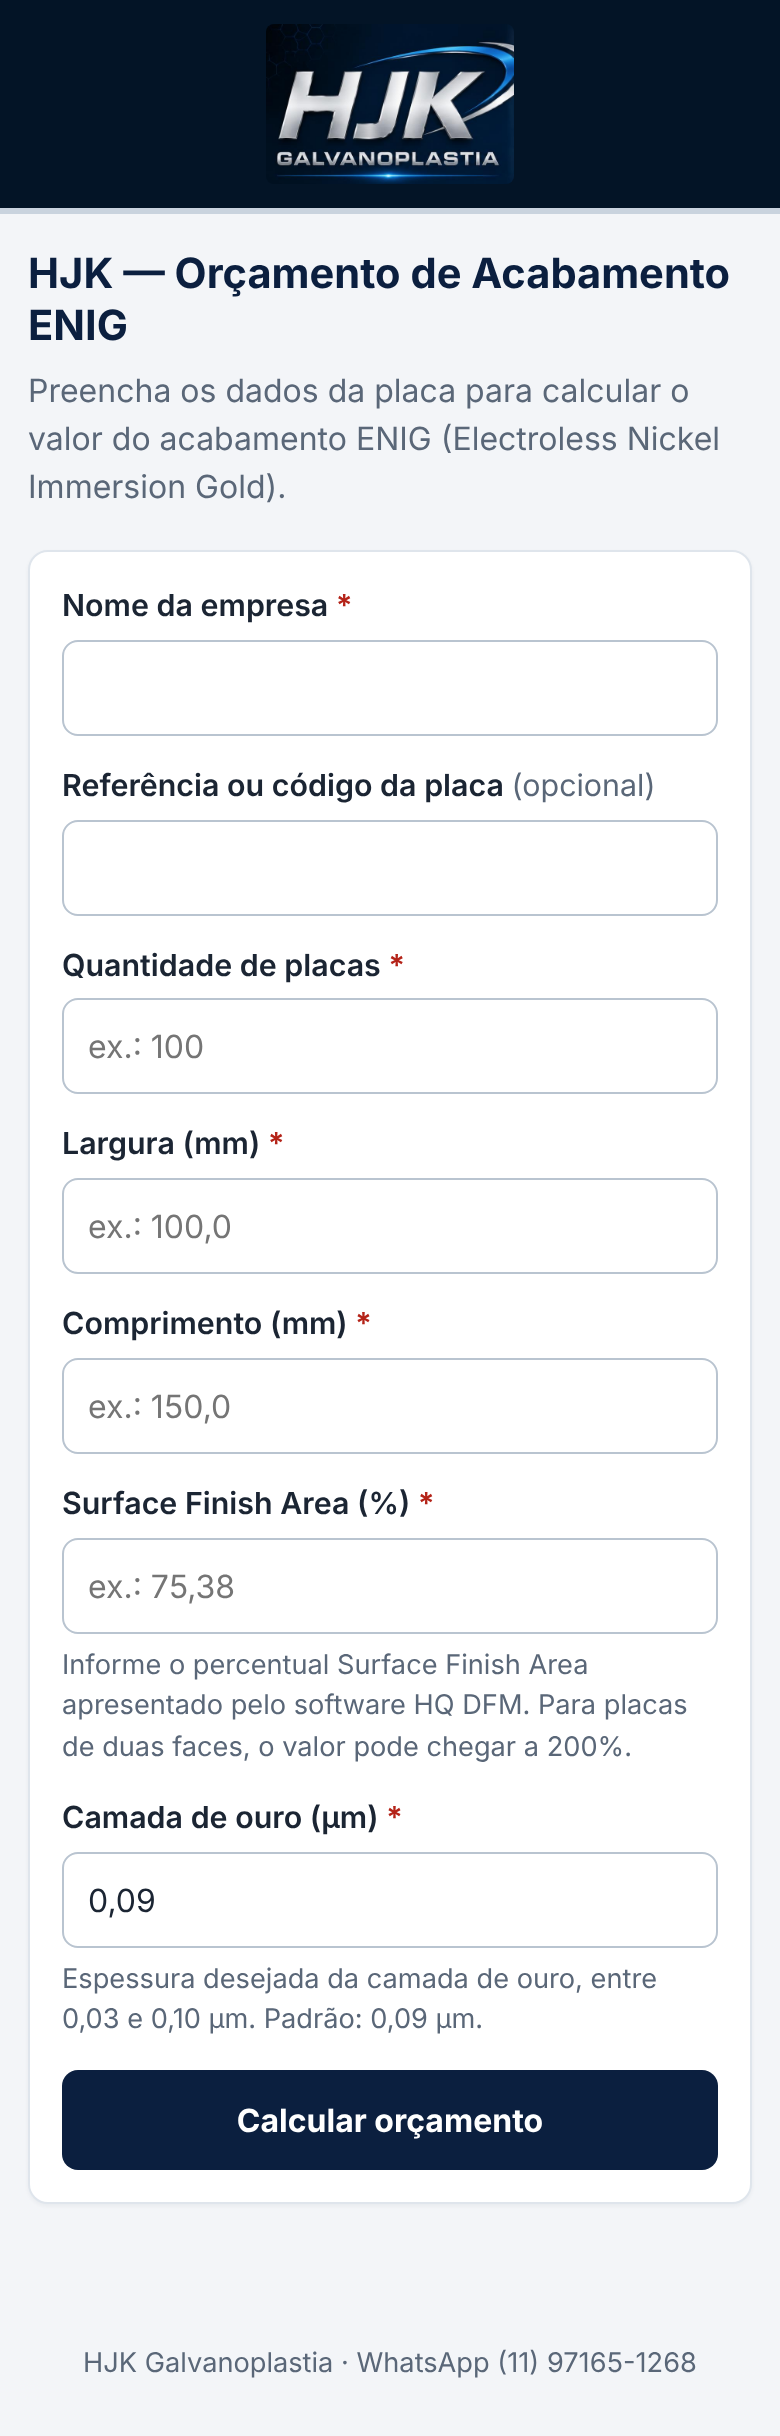 HJK
GALVANOPLASTIA
HJK — Orçamento de Acabamento
ENIG
Preencha os dados da placa para calcular o
valor do acabamento ENIG (Electroless Nickel
Immersion Gold).
Nome da empresa *
Referência ou código da placa (opcional)
Quantidade de placas *
ex.: 100
Largura (mm) *
ex.: 100,0
Comprimento (mm) *
ex.: 150,0
Surface Finish Area (%) *
ex.: 75,38
Informe o percentual Surface Finish Area
apresentado pelo software HQ DFM. Para placas
de duas faces, o valor pode chegar a 200%.
Camada de ouro (µm) *
0,09
Espessura desejada da camada de ouro, entre
0,03 e 0,10 µm. Padrão: 0,09 µm.
Calcular orçamento
HJK Galvanoplastia · WhatsApp (11) 97165-1268